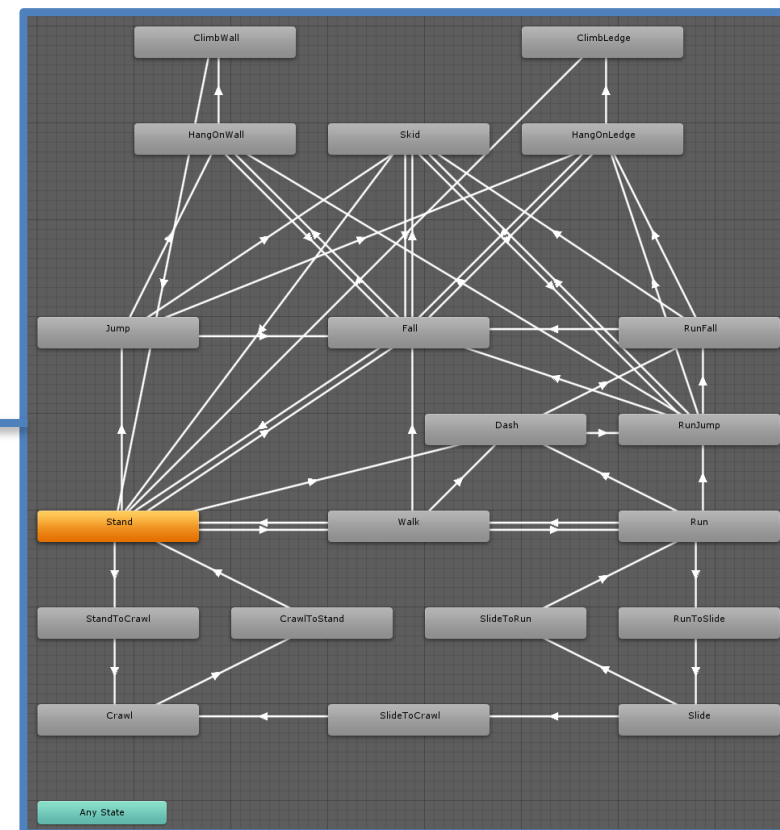 ClimbWall
ClimbLedge
HangOnWall
Skid
HangOnLedge
Jump
Fall
RunFall
Dash
RunJump
Stand
Walk
Run
StandToCrawl
CrawlToStand
SlideToRun
RunToSlide
Crawl
SlideToCrawl
Slide
Any State